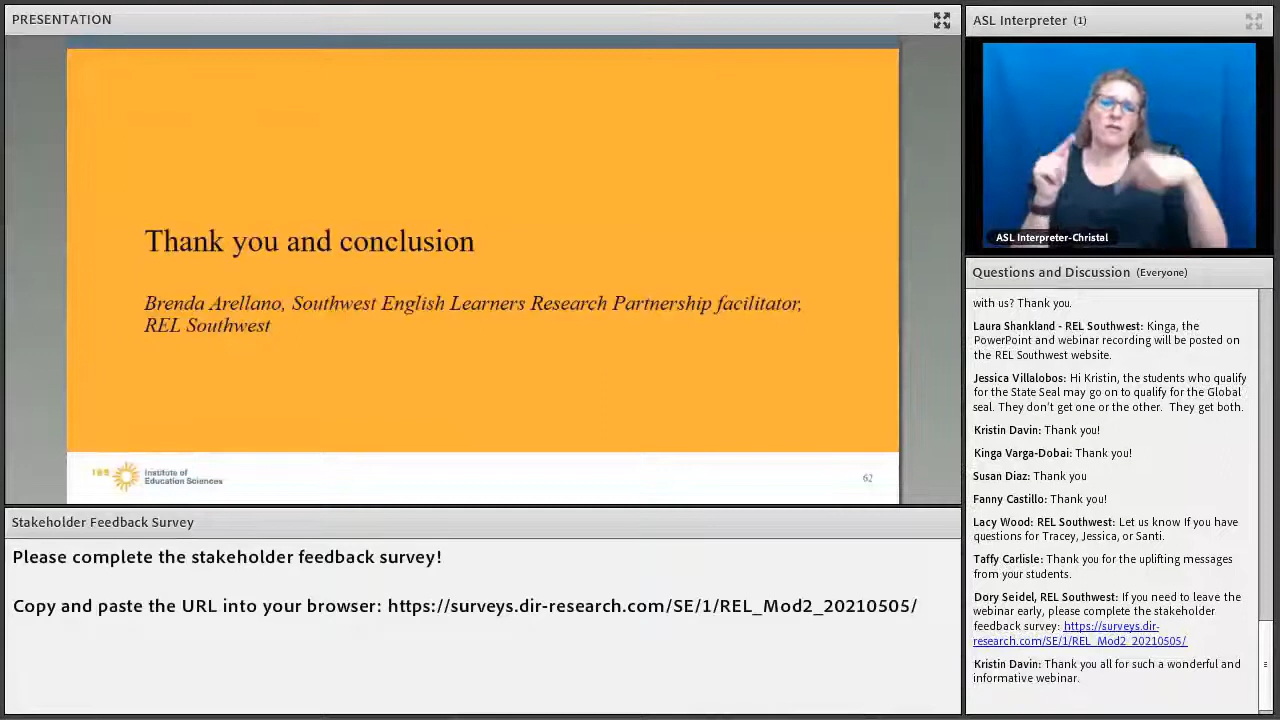 PRESENTATION
Thank you and conclusion
Brenda Arellano, Southwest English Learners Research Partnership facilitator,
REL Southwest
IES
Institute of
Education Sciences
62
Stakeholder Feedback Survey
Please complete the stakeholder feedback survey!
Copy and paste the URL into your browser: https://surveys.dir-research.com/SE/1/REL_Mod2_20210505/
ASL Interpreter (1)
ASL Interpreter-Christal
Questions and Discussion (Everyone)
with us? Thank you.
Laura Shankland - REL Southwest: Kinga, the
PowerPoint and webinar recording will be posted on
the REL Southwest website.
Jessica Villalobos: Hi Kristin, the students who qualify
for the State Seal may go on to qualify for the Global
seal. They don't get one or the other.  They get both.
Kristin Davin: Thank you!
Kinga Varga-Dobai: Thank you!
Susan Diaz: Thank you
Fanny Castillo: Thank you!
Lacy Wood: REL Southwest: Let us know If you have
questions for Tracey, Jessica, or Santi.
Taffy Carlisle: Thank you for the uplifting messages
from your students.
Dory Seidel, REL Southwest: If you need to leave the
webinar early, please complete the stakeholder
feedback survey: https://surveys.dir-
research.com/SE/1/REL_Mod2_20210505/
Kristin Davin: Thank you all for such a wonderful and
informative webinar.